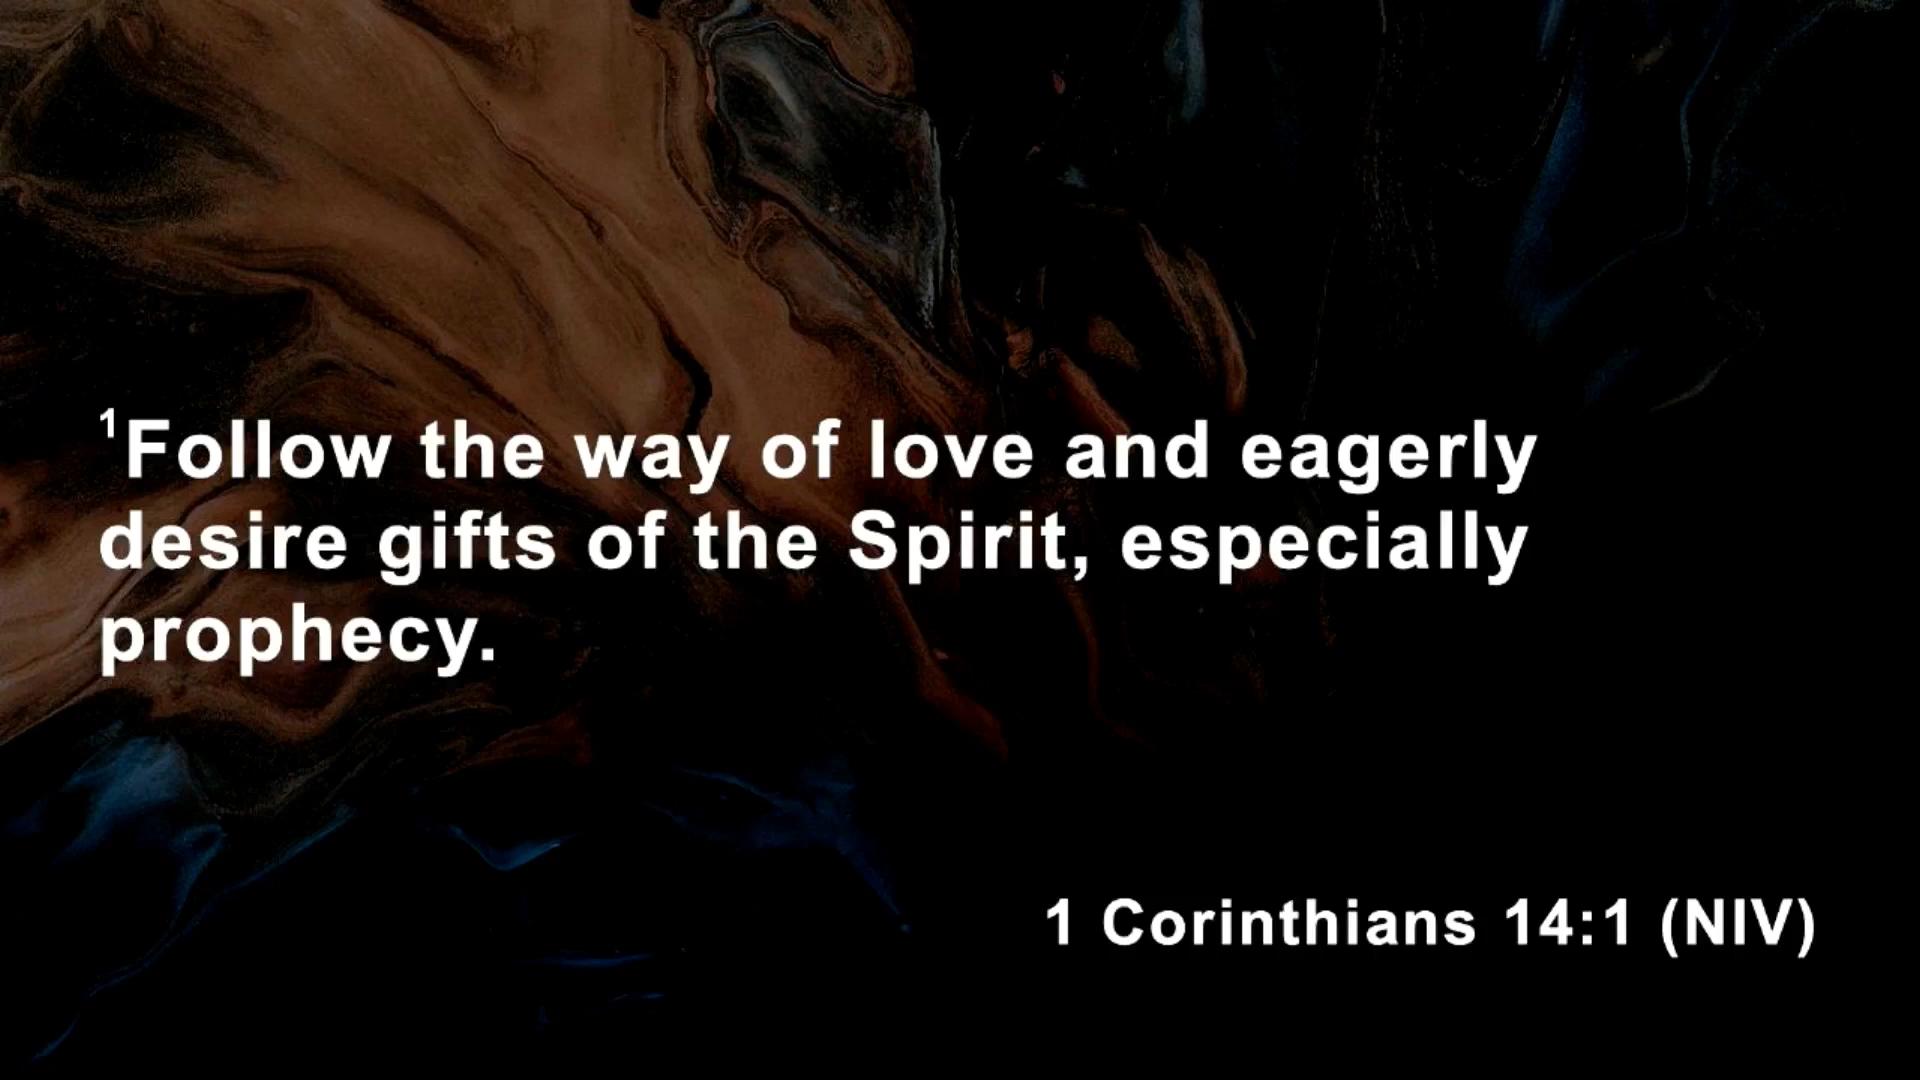 ¹Follow the way of love and eagerly
desire gifts of the Spirit, especially
prophecy.
1 Corinthians 14:1 (NIV)